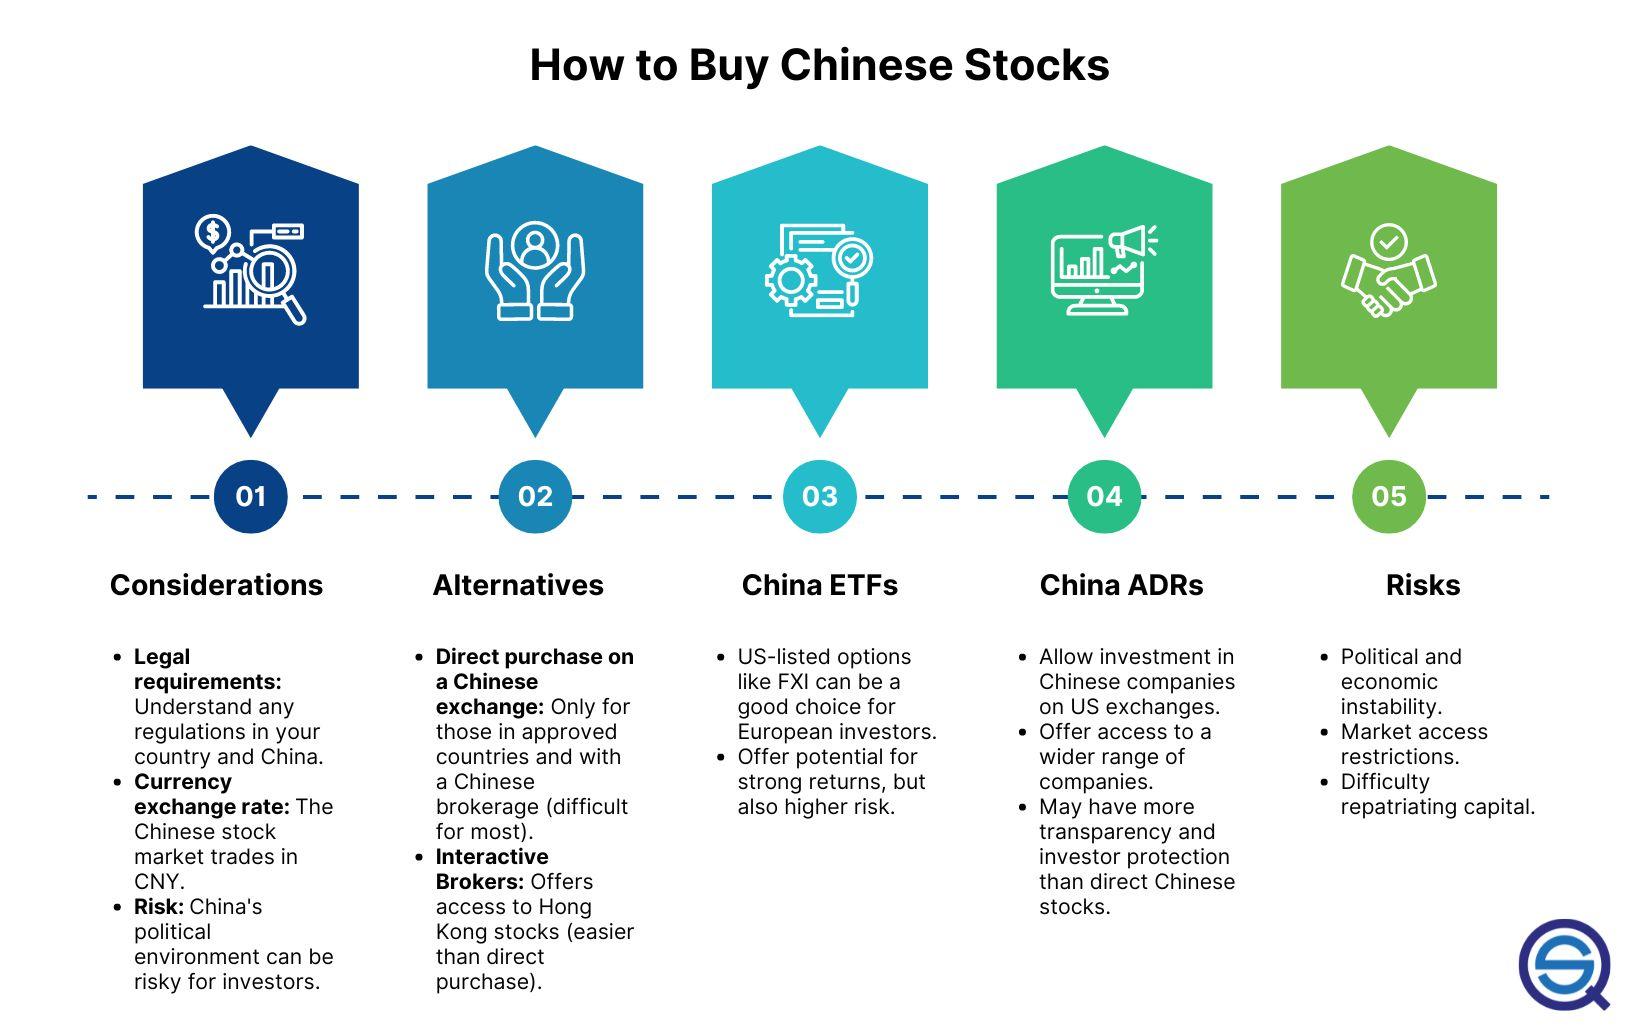 How to Buy Chinese Stocks
01
02
03
04
05
Considerations
• Legal
requirements:
Understand any
regulations in your
country and China.
• Currency
exchange rate: The
Chinese stock
market trades in
CNY.
• Risk: China's
political
environment can be
risky for investors.
Alternatives
• Direct purchase on
a Chinese
exchange: Only for
those in approved
countries and with
a Chinese
brokerage (difficult
for most).
• Interactive
Brokers: Offers
access to Hong
Kong stocks (easier
than direct
purchase).
China ETFs
• US-listed options
like FXI can be a
good choice for
European investors.
• Offer potential for
strong returns, but
also higher risk.
China ADRs
• Allow investment in
Chinese companies
on US exchanges.
• Offer access to a
wider range of
companies.
• May have more
transparency and
investor protection
than direct Chinese
stocks.
Risks
• Political and
economic
instability.
• Market access
restrictions.
• Difficulty
repatriating capital.